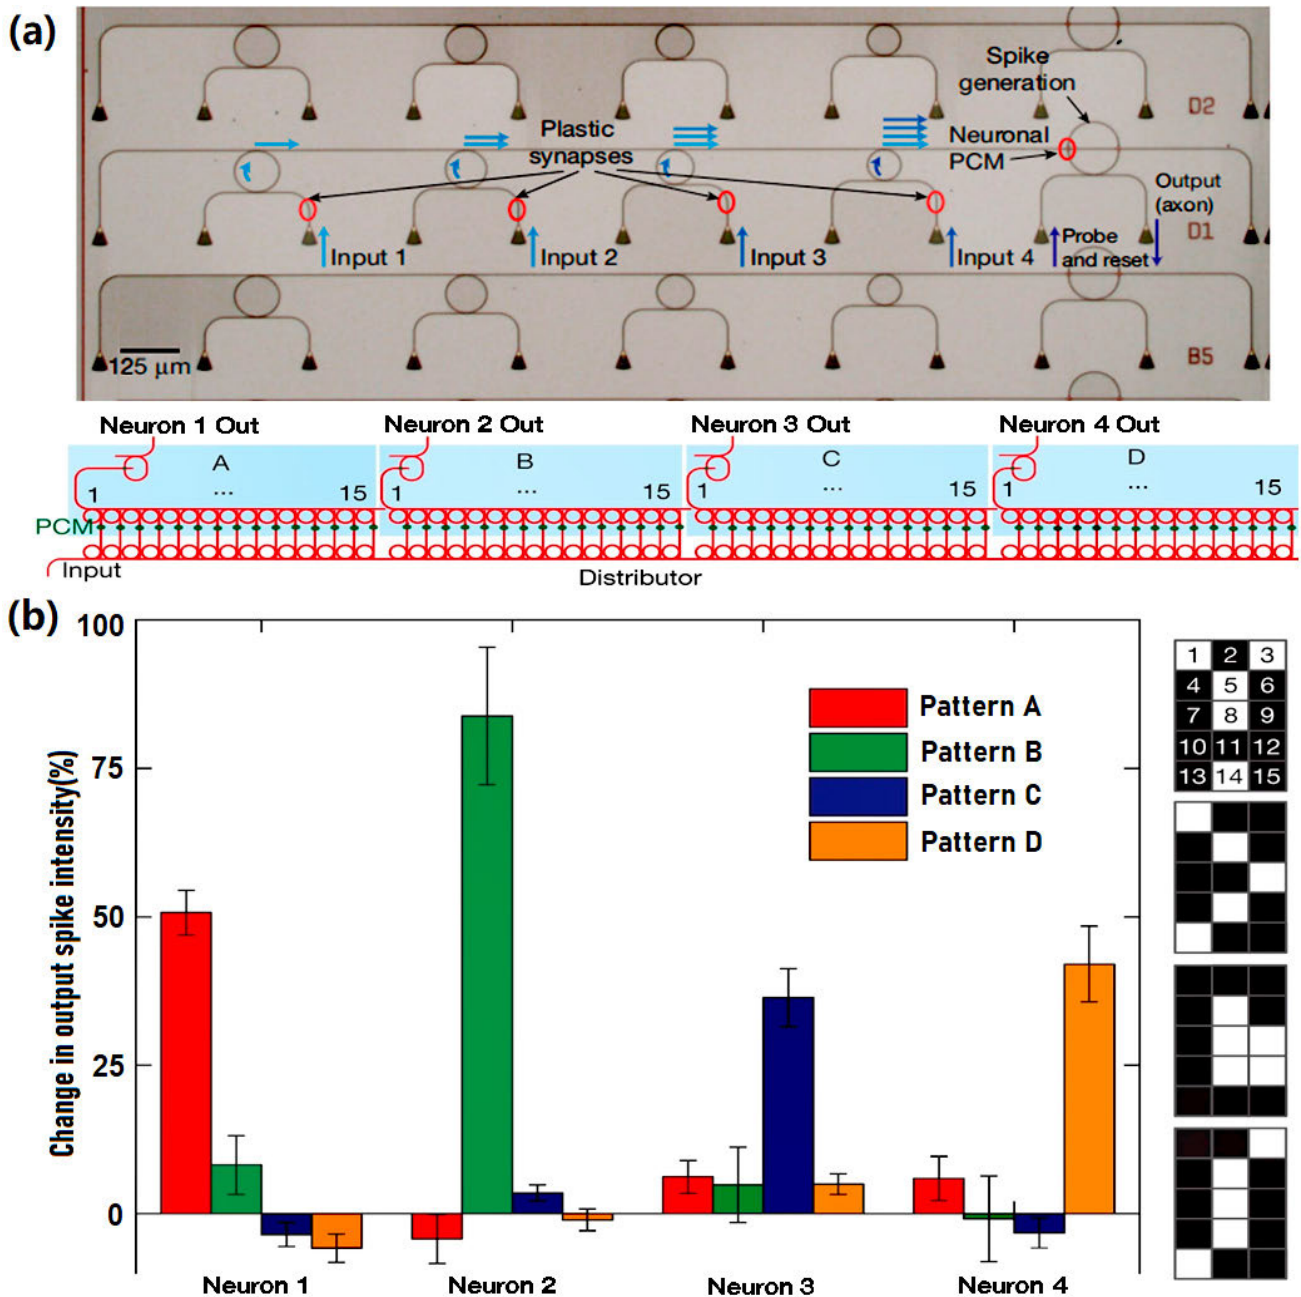 (a)
Spike
generation
D2
Plastic
synapses
Neuronal
PCM
Output
(axon)
Input 1
Input 2
Input 3
Input 4
Probe
and reset
D1
125 µm
B5
Neuron 1 Out
Neuron 2 Out
Neuron 3 Out
Neuron 4 Out
A
B
C
D
1 ... 15
1 ... 15
1 ... 15
1 ... 15
PCM
Input
Distributor
(b)
Change in output spike intensity(%)
100
75
50
25
0
Pattern A
Pattern B
Pattern C
Pattern D
Neuron 1
Neuron 2
Neuron 3
Neuron 4
1 2 3
4 5 6
7 8 9
10 11 12
13 14 15